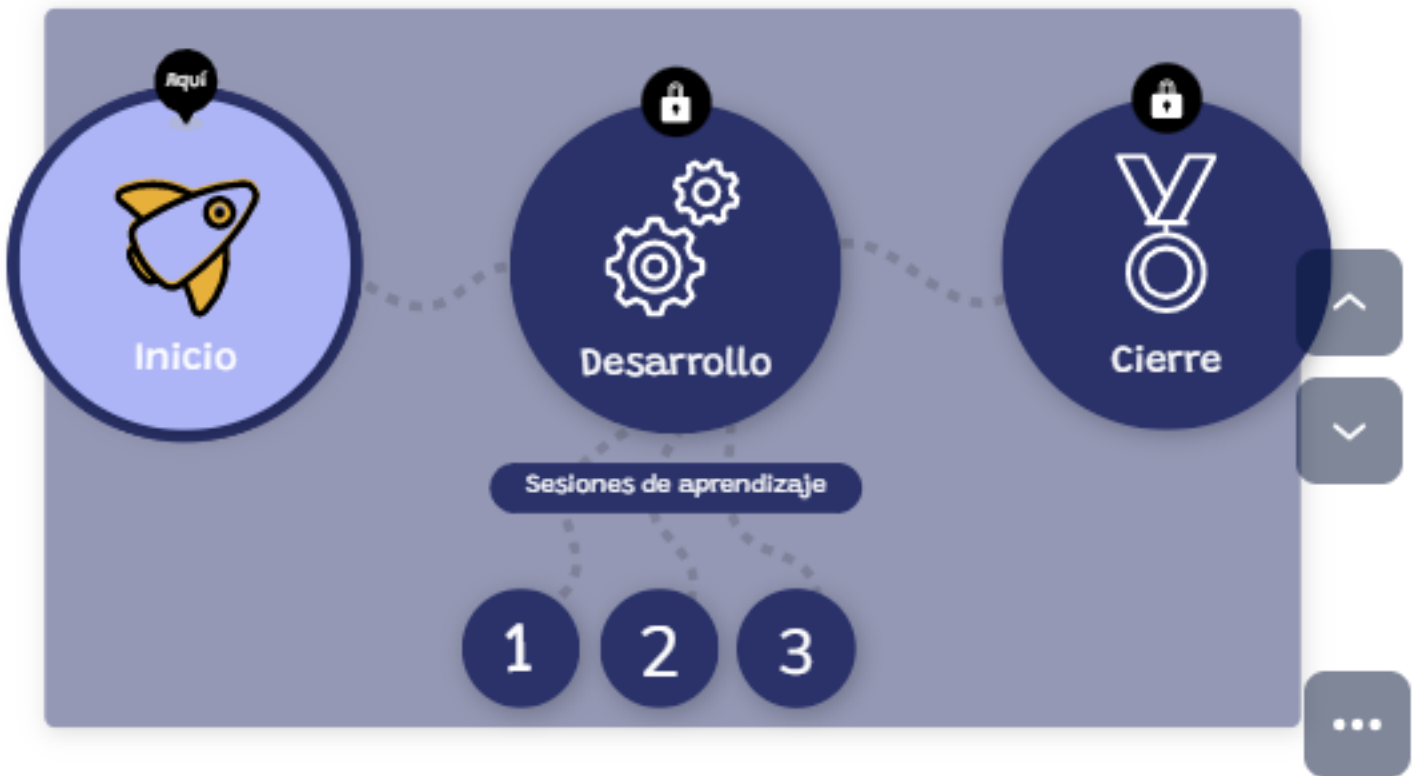 Aquí
Inicio
Desarrollo
Cierre
Sesiones de aprendizaje
1
2
3